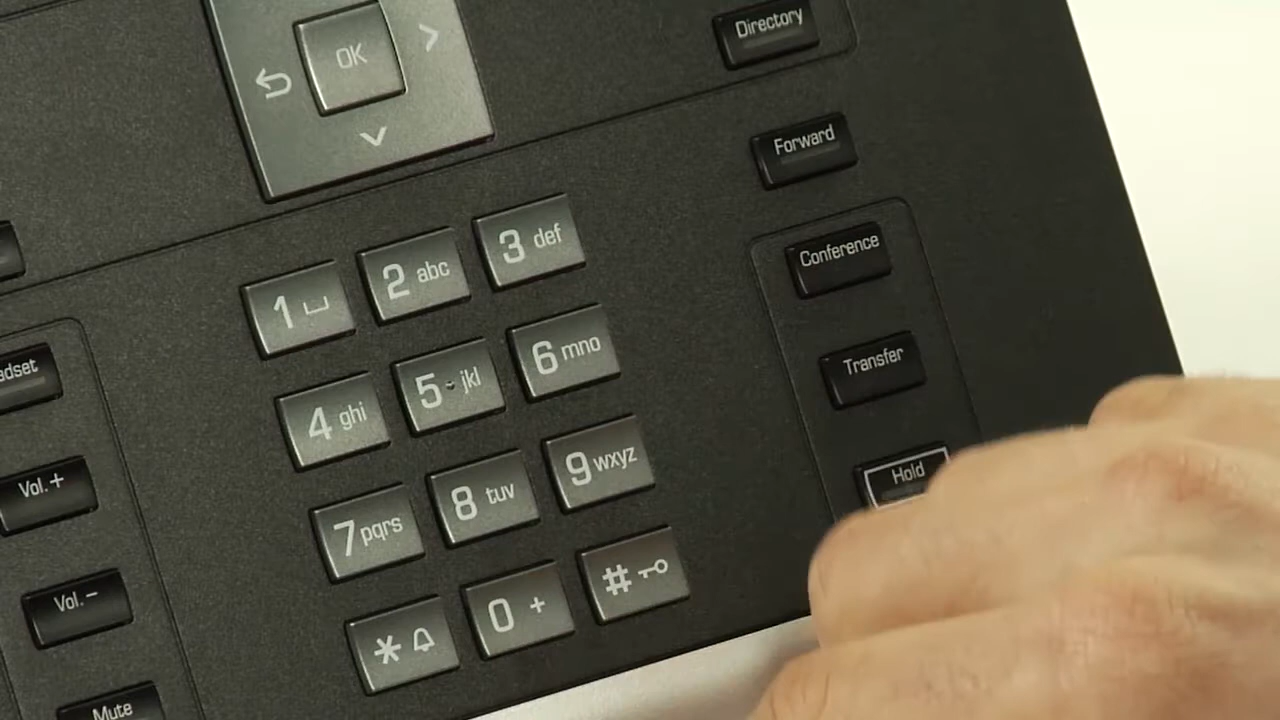 OK
Directory
Forward
1
2 abc
3 def
Conference
4 ghi
5 jkl
6 mno
Transfer
Vol.+
7 pqrs
8 tuv
9 wxyz
Hold
Vol.-
*
0 +
#
Mute